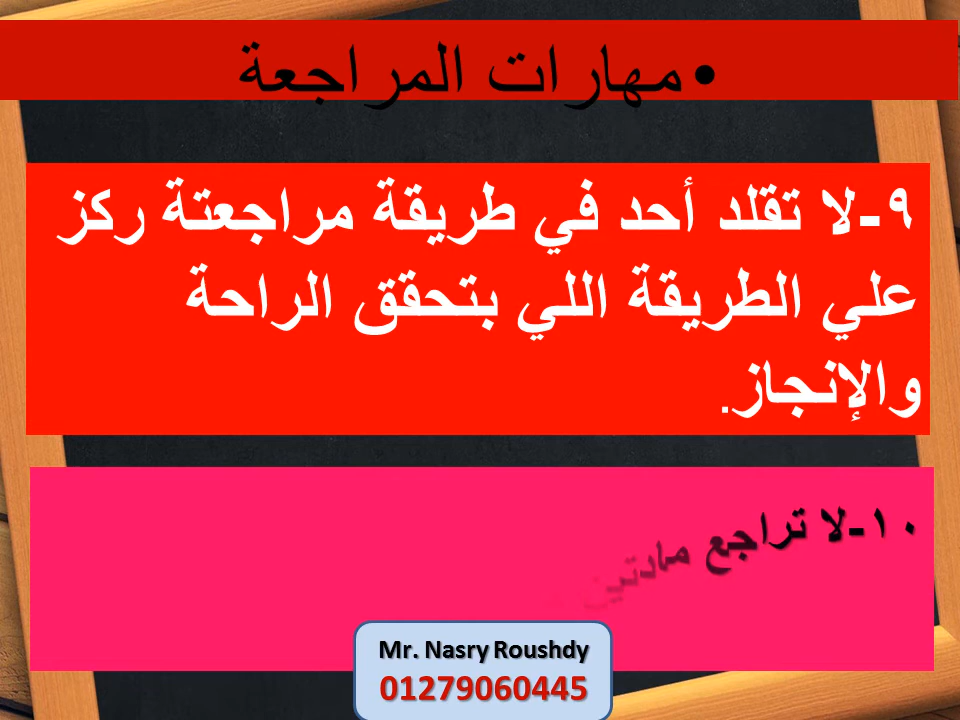 •مهارات المراجعة
٩-لا تقلد أحد في طريقة مراجعتة ركز
علي الطريقة اللي بتحقق الراحة
والإنجاز.
١٠-لا تراجع مادتين
Mr. Nasry Roushdy
01279060445